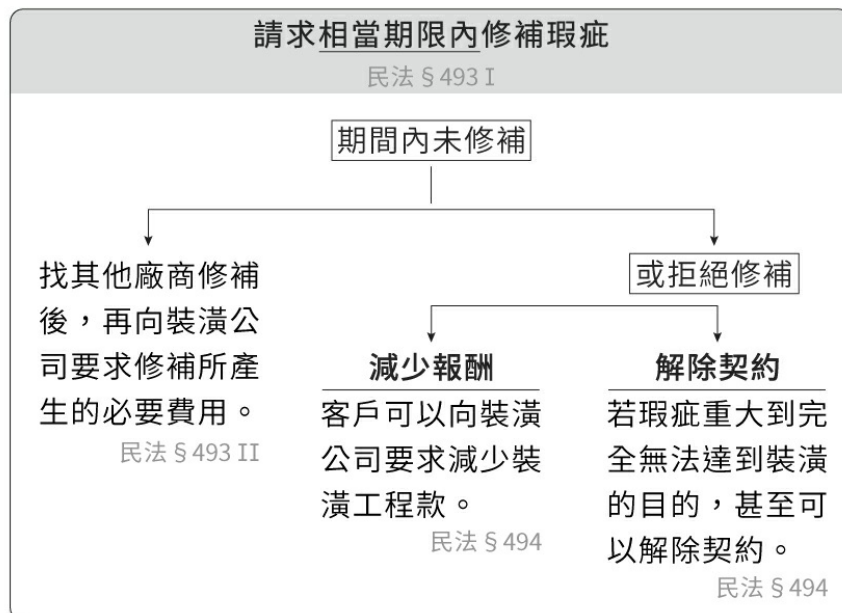 請求相當期限內修補瑕疵
民法 § 493 I
期間內未修補
找其他廠商修補
後，再向裝潢公
司要求修補所產
生的必要費用。
民法 § 493 II
或拒絕修補
減少報酬
客戶可以向裝潢
公司要求減少裝
潢工程款。
民法 § 494
解除契約
若瑕疵重大到完
全無法達到裝潢
的目的，甚至可
以解除契約。
民法 § 494